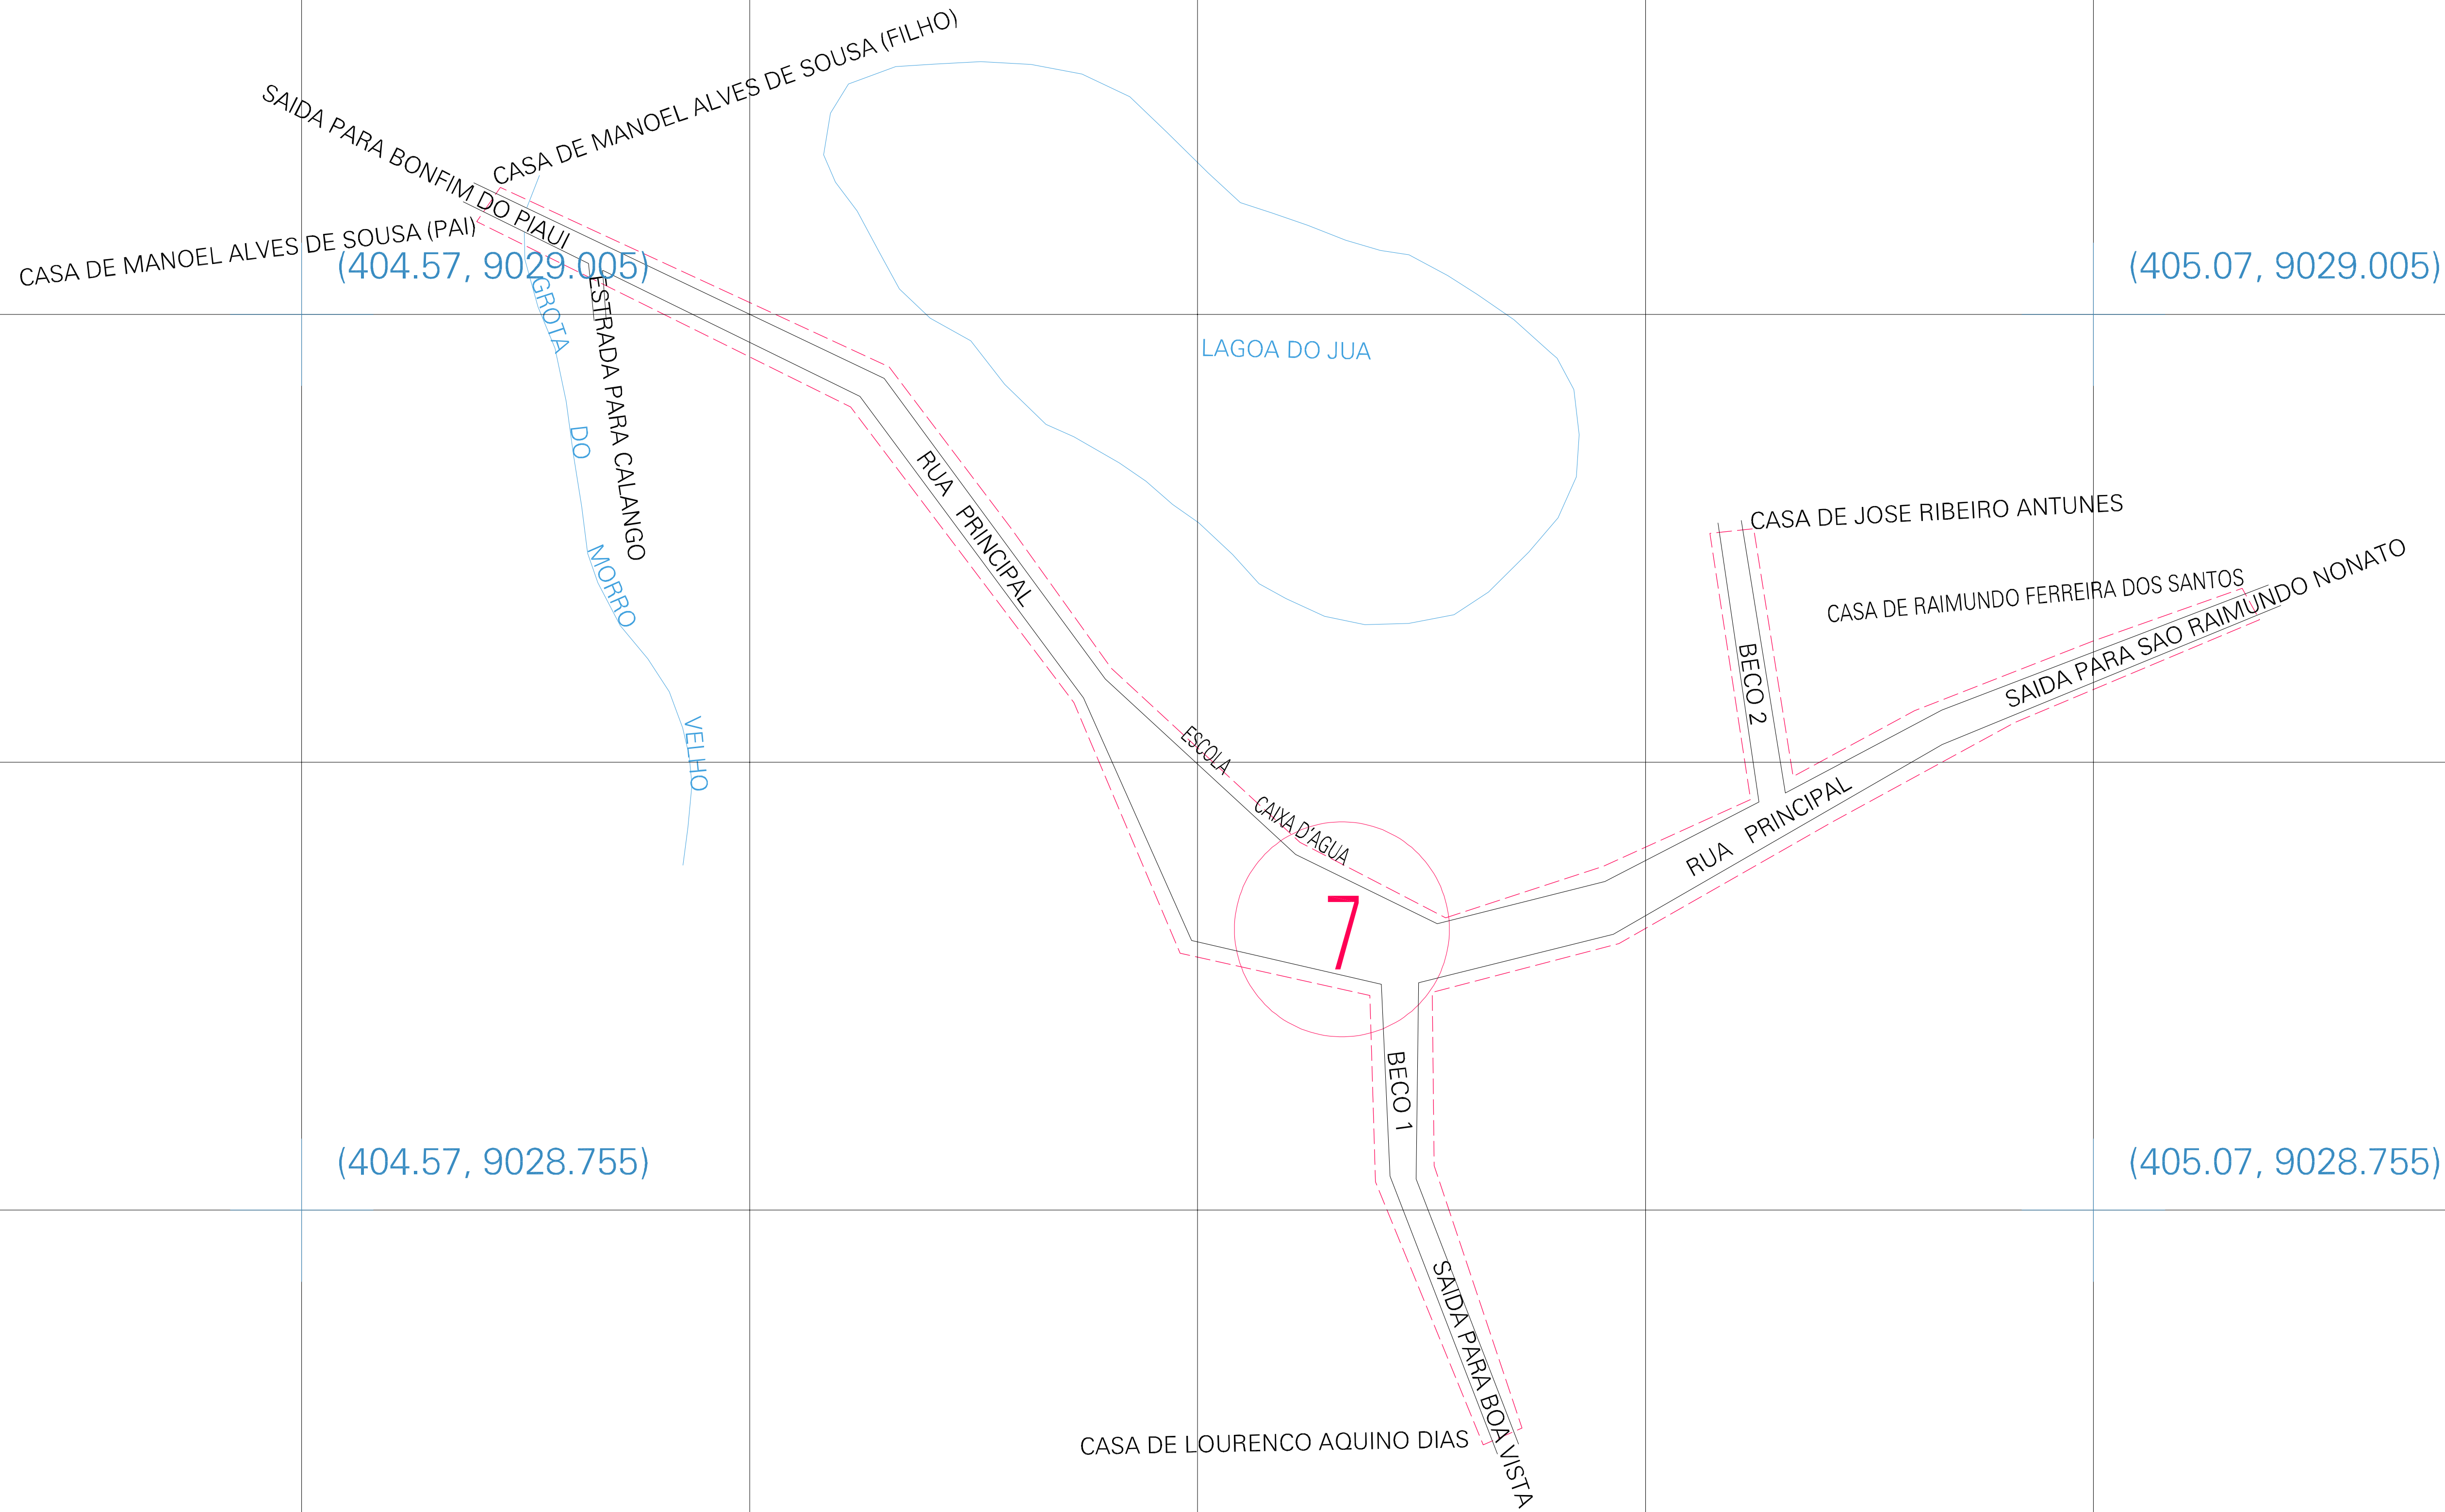 CASA DE MANOEL ALVES DE SOUSA (FILHO)
SAIDA PARA BONFIM DO PIAUI
CASA DE MANOEL ALVES DE SOUSA (PAI)
(404.57, 9029.005)
(405.07, 9029.005)
GROTA DO MORRO VELHO
ESTRADA PARA CALANGO
LAGOA DO JUA
RUA PRINCIPAL
CASA DE JOSE RIBEIRO ANTUNES
CASA DE RAIMUNDO FERREIRA DOS SANTOS
SAIDA PARA SAO RAIMUNDO NONATO
BECO 2
ESCOLA
CAIXA D'AGUA
RUA PRINCIPAL
7
BECO 1
(404.57, 9028.755)
(405.07, 9028.755)
SAIDA PARA BOA VISTA
CASA DE LOURENCO AQUINO DIAS